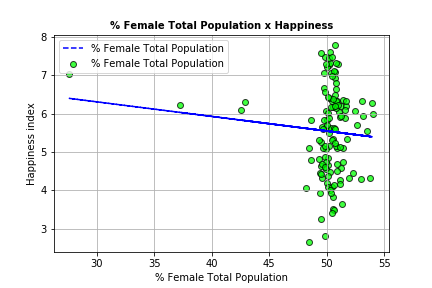 % Female Total Population x Happiness
% Female Total Population
% Female Total Population
8
7
6
5
4
3
Happiness index
30
35
40
45
50
55
% Female Total Population